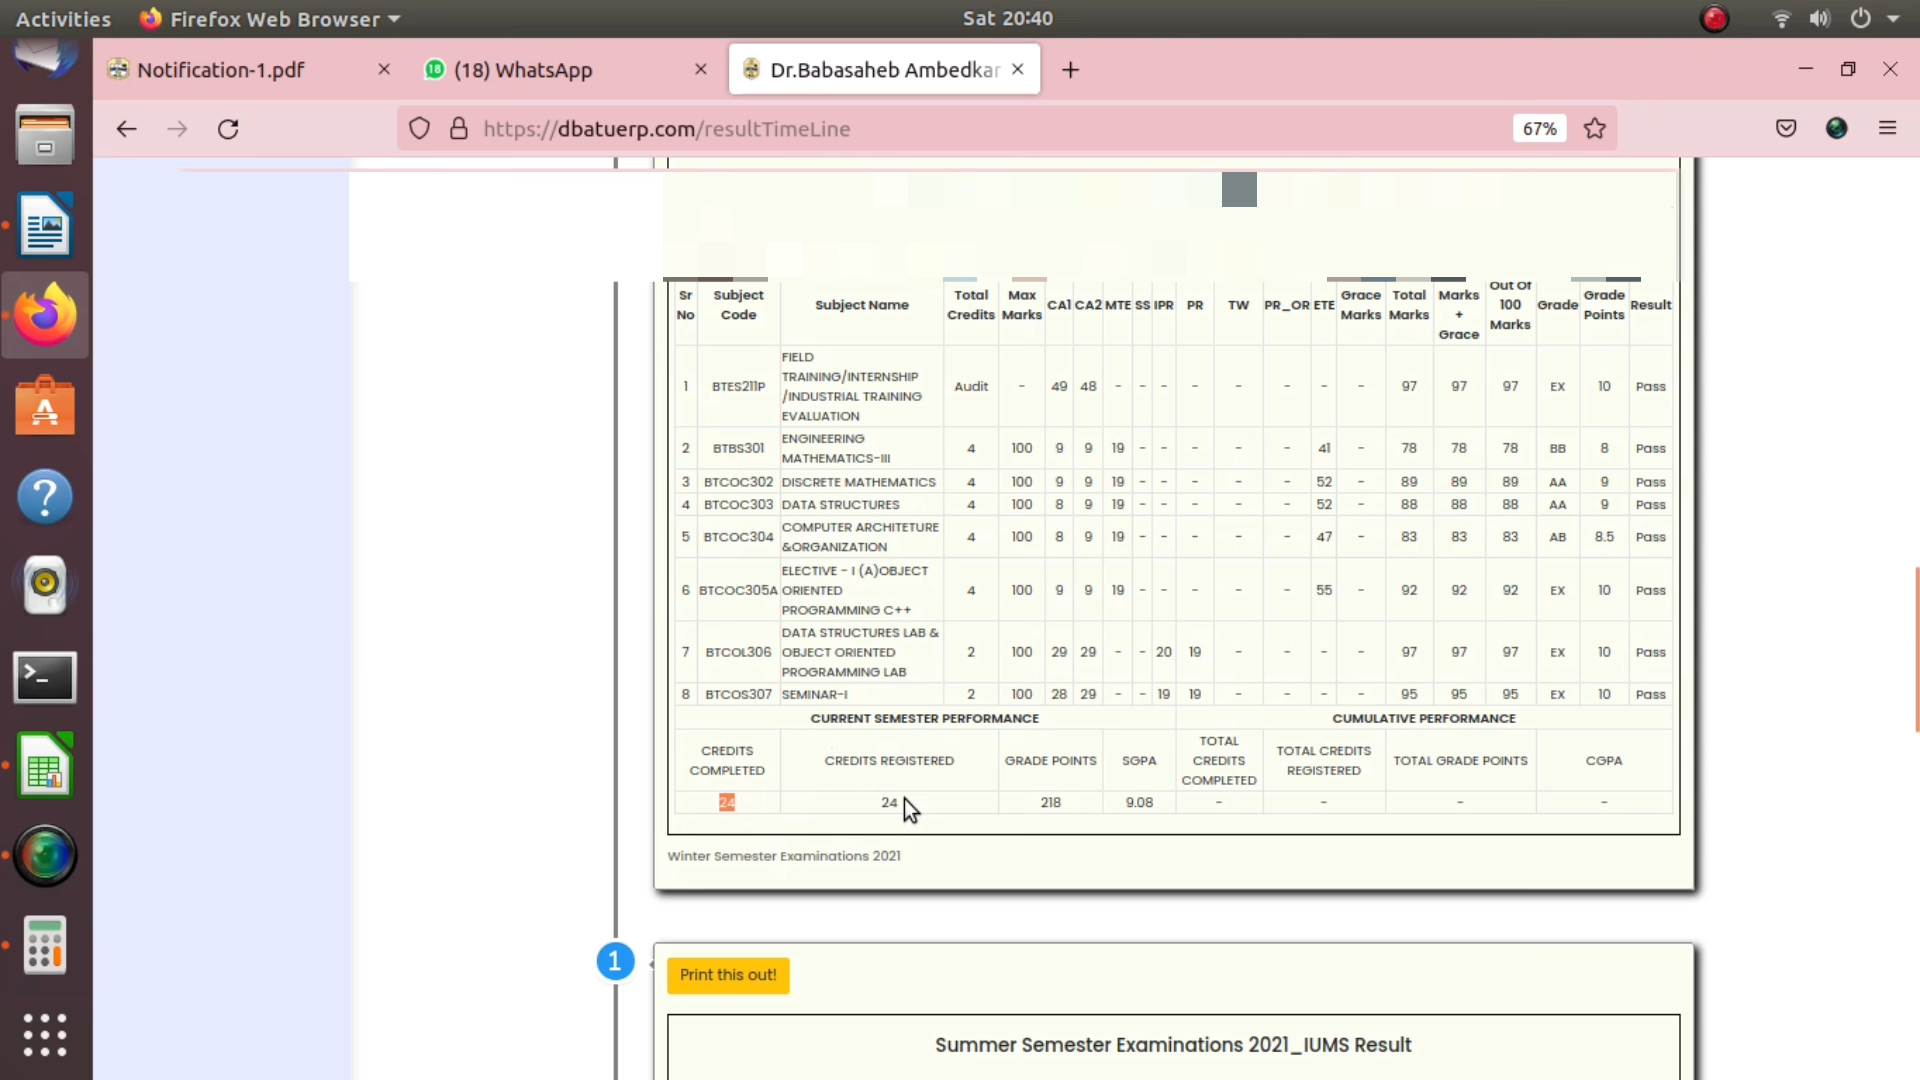 Activities Firefox Web Browser Sat 20:40
Notification-1.pdf × 18 (18) WhatsApp × Dr.Babasaheb Ambedkar × +
https://dbatuerp.com/resultTimeLine 67%
Sr No Subject Code Subject Name Total Credits Max Marks CA1 CA2 MTE SS IPR PR TW PR_OR ETE Grace Marks Total Marks Marks + Grace Out Of 100 Marks Grade Grade Points Result
1 BTES211P FIELD TRAINING/INTERNSHIP /INDUSTRIAL TRAINING EVALUATION Audit - 49 48 - - - - - - - - 97 97 97 EX 10 Pass
2 BTBS301 ENGINEERING MATHEMATICS-III 4 100 9 9 19 - - - - - 41 - 78 78 78 BB 8 Pass
3 BTCOC302 DISCRETE MATHEMATICS 4 100 9 9 19 - - - - - 52 - 89 89 89 AA 9 Pass
4 BTCOC303 DATA STRUCTURES 4 100 8 9 19 - - - - - 52 - 88 88 88 AA 9 Pass
5 BTCOC304 COMPUTER ARCHITETURE &ORGANIZATION 4 100 8 9 19 - - - - - 47 - 83 83 83 AB 8.5 Pass
6 BTCOC305A ELECTIVE - I (A)OBJECT ORIENTED PROGRAMMING C++ 4 100 9 9 19 - - - - - 55 - 92 92 92 EX 10 Pass
7 BTCOL306 DATA STRUCTURES LAB & OBJECT ORIENTED PROGRAMMING LAB 2 100 29 29 - - 20 19 - - - - 97 97 97 EX 10 Pass
8 BTCOS307 SEMINAR-I 2 100 28 29 - - 19 19 - - - - 95 95 95 EX 10 Pass
CURRENT SEMESTER PERFORMANCE CUMULATIVE PERFORMANCE
CREDITS COMPLETED CREDITS REGISTERED GRADE POINTS SGPA TOTAL CREDITS COMPLETED TOTAL CREDITS REGISTERED TOTAL GRADE POINTS CGPA
24 24 218 9.08 - - - -
Winter Semester Examinations 2021
1
Print this out!
Summer Semester Examinations 2021_IUMS Result